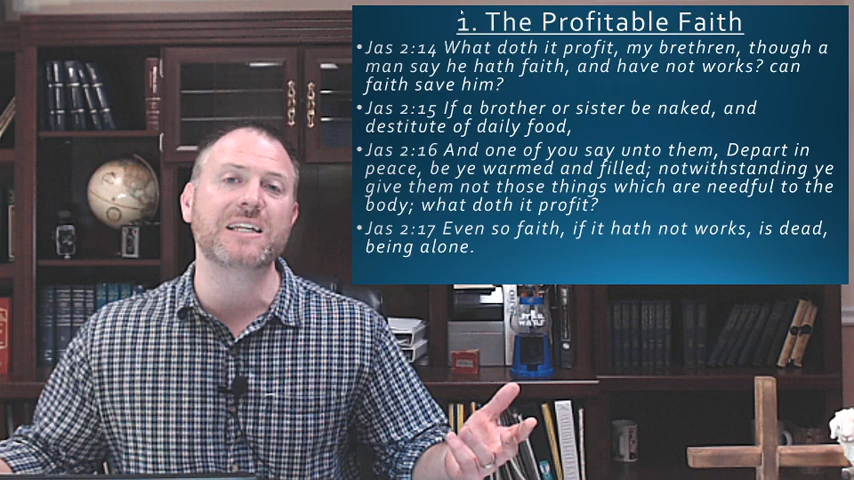 1. The Profitable Faith
•Jas 2:14 What doth it profit, my brethren, though a
man say he hath faith, and have not works? can
faith save him?
•Jas 2:15 If a brother or sister be naked, and
destitute of daily food,
•Jas 2:16 And one of you say unto them, Depart in
peace, be ye warmed and filled; notwithstanding ye
give them not those things which are needful to the
body; what doth it profit?
•Jas 2:17 Even so faith, if it hath not works, is dead,
being alone.
STAR
WARS